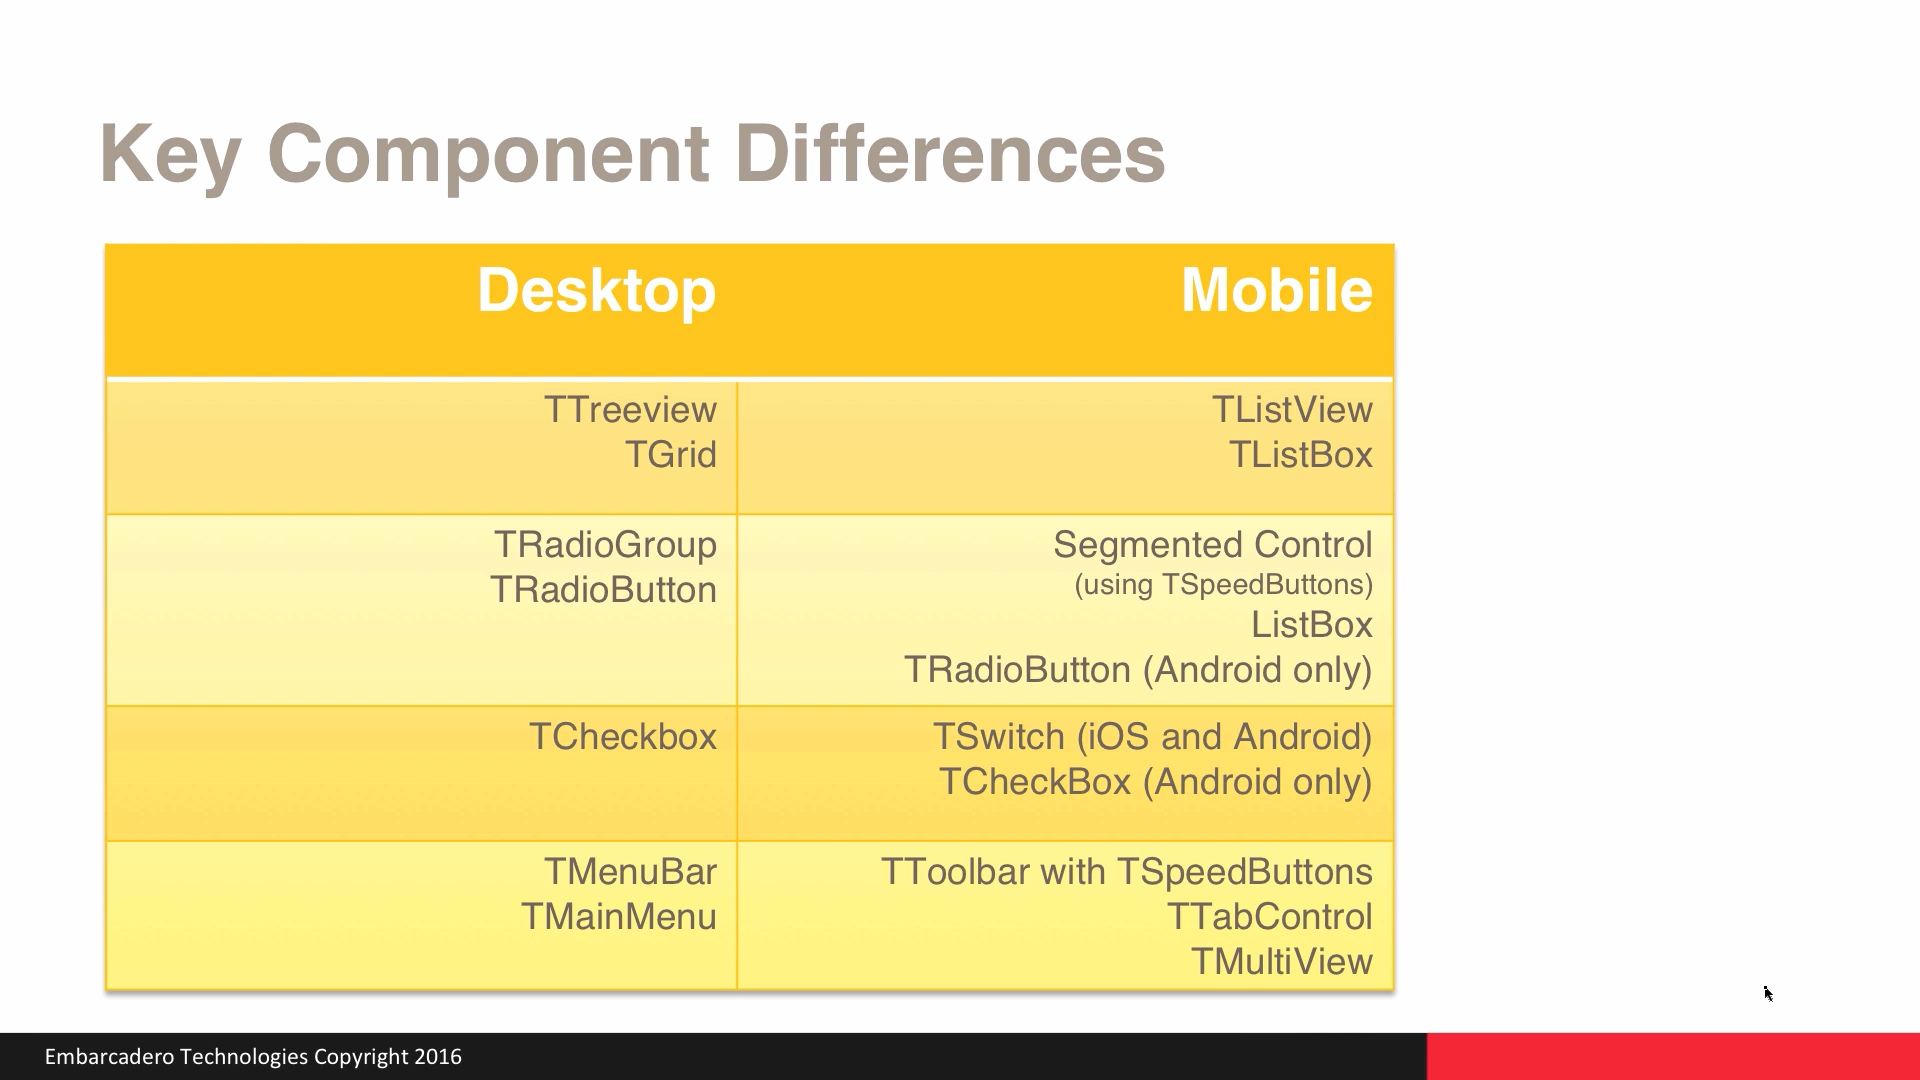 Key Component Differences
Desktop
Mobile
TTreeview
TGrid
TListView
TListBox
TRadioGroup
TRadioButton
Segmented Control
(using TSpeedButtons)
ListBox
TRadioButton (Android only)
TCheckbox
TSwitch (iOS and Android)
TCheckBox (Android only)
TMenuBar
TMainMenu
TToolbar with TSpeedButtons
TTabControl
TMultiView
Embarcadero Technologies Copyright 2016